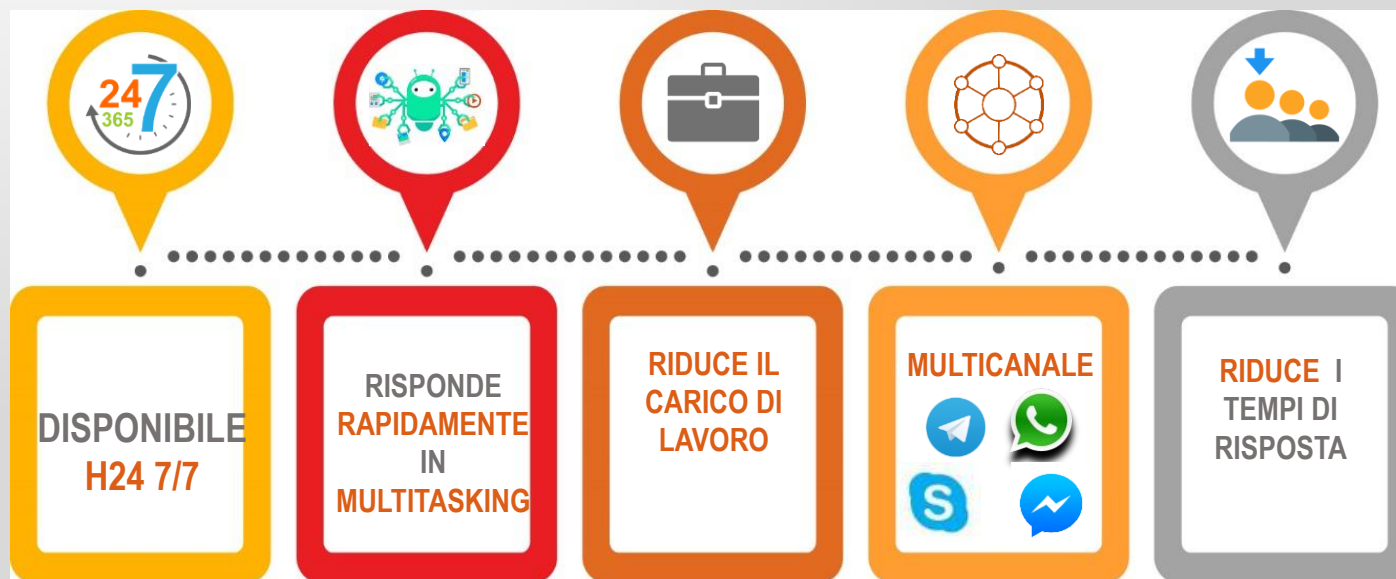 24
7
365
DISPONIBILE
H24 7/7
RISPONDE
RAPIDAMENTE
IN
MULTITASKING
RIDUCE IL
CARICO DI
LAVORO
MULTICANALE
S
RIDUCE I
TEMPI DI
RISPOSTA